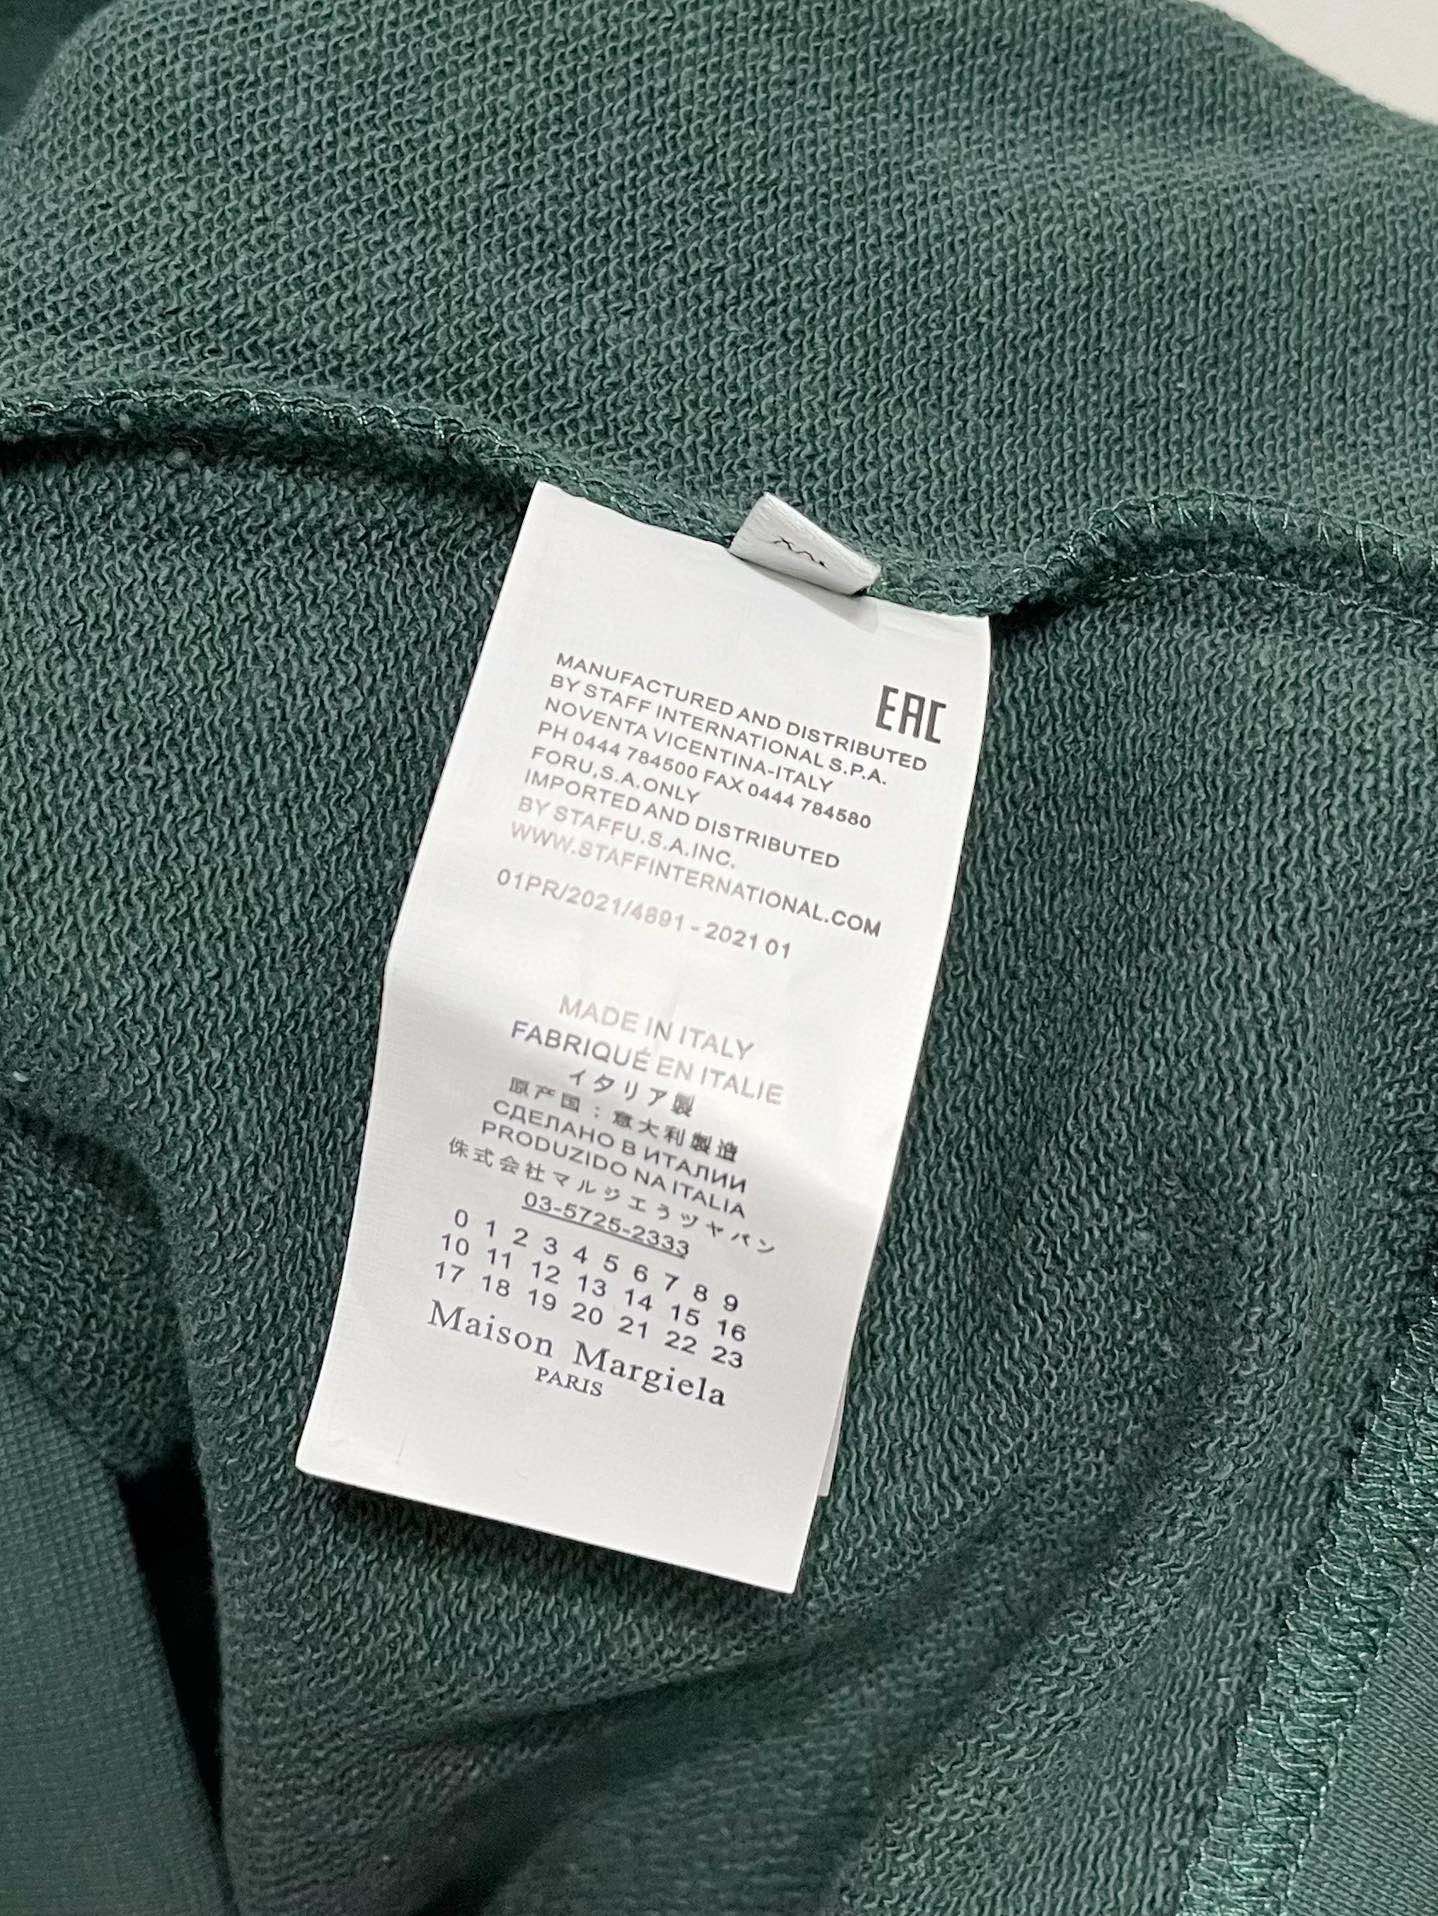 EAC
MANUFACTURED AND DISTRIBUTED
BY STAFF INTERNATIONAL S.P.A.
NOVENTA VICENTINA-ITALY
PH 0444 784500 FAX 0444 784580
FORU,S.A.ONLY
IMPORTED AND DISTRIBUTED
BY STAFFU.S.A.INC.
WWW.STAFFINTERNATIONAL.COM
01PR/2021/4891 - 2021 01
MADE IN ITALY
FABRIQUÉ EN ITALIE
イタリア製
原产国：意大利製造
СДЕЛАНО В ИТАЛИИ
PRODUZIDO NA ITALIA
侏式会社マルジエうツヤパン
03-5725-2333
0 1 2 3 4 5 6 7 8 9
10 11 12 13 14 15 16
17 18 19 20 21 22 23
Maison Margiela
PARIS